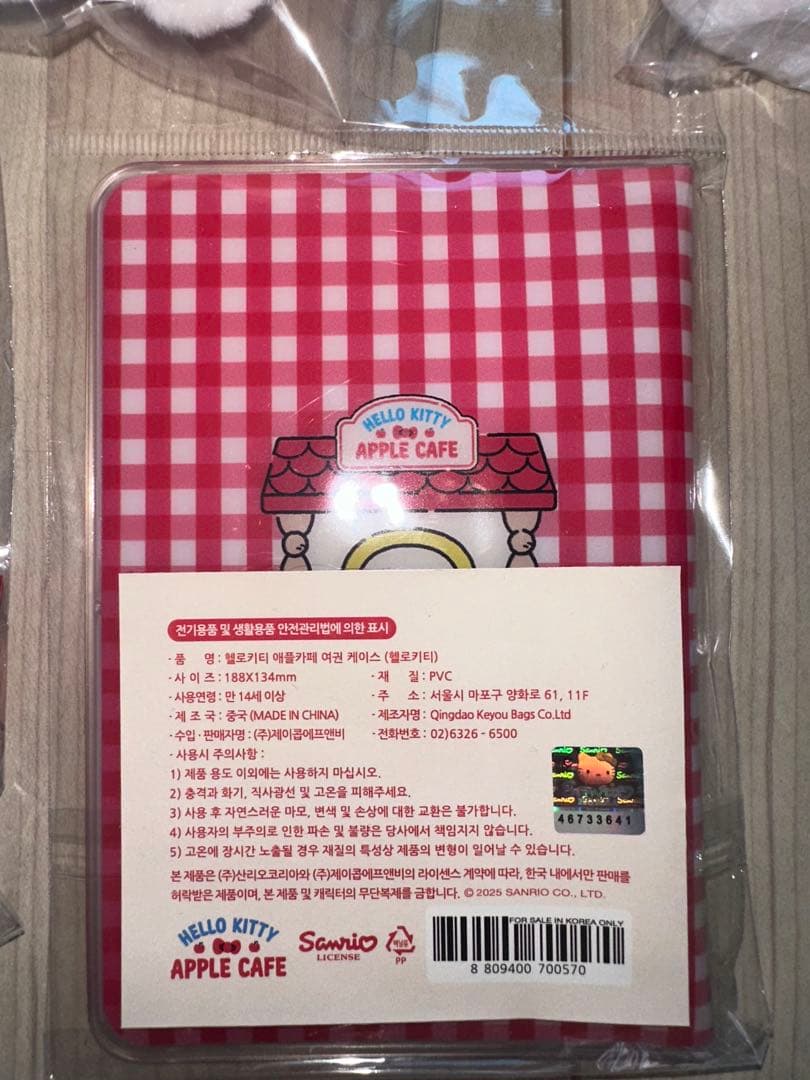 HELLO KITTY
APPLE CAFE
전기용품 및 생활용품 안전관리법에 의한 표시
· 품 명 : 헬로키티 애플카페 여권 케이스 (헬로키티)
· 사 이 즈 : 188X134mm · 재 질 : PVC
· 사용연령 : 만 14세 이상 · 주 소 : 서울시 마포구 양화로 61, 11F
· 제 조 국 : 중국 (MADE IN CHINA) · 제조자명 : Qingdao Keyou Bags Co.Ltd
· 수입 · 판매자명 : (주)제이콥에프앤비 · 전화번호 : 02)6326 - 6500
· 사용시 주의사항 :
1) 제품 용도 이외에는 사용하지 마십시오.
2) 충격과 화기, 직사광선 및 고온을 피해주세요.
3) 사용 후 자연스러운 마모, 변색 및 손상에 대한 교환은 불가합니다.
4) 사용자의 부주의로 인한 파손 및 불량은 당사에서 책임지지 않습니다.
5) 고온에 장시간 노출될 경우 재질의 특성상 제품의 변형이 일어날 수 있습니다.
Sanrio
46733641
본 제품은 (주)산리오코리아와 (주)제이콥에프앤비의 라이센스 계약에 따라, 한국 내에서만 판매를
허락받은 제품이며, 본 제품 및 캐릭터의 무단복제를 금합니다. © 2025 SANRIO CO., LTD.
HELLO KITTY
APPLE CAFE
Sanrio
LICENSE
비닐류
PP
FOR SALE IN KOREA ONLY
8 809400 700570